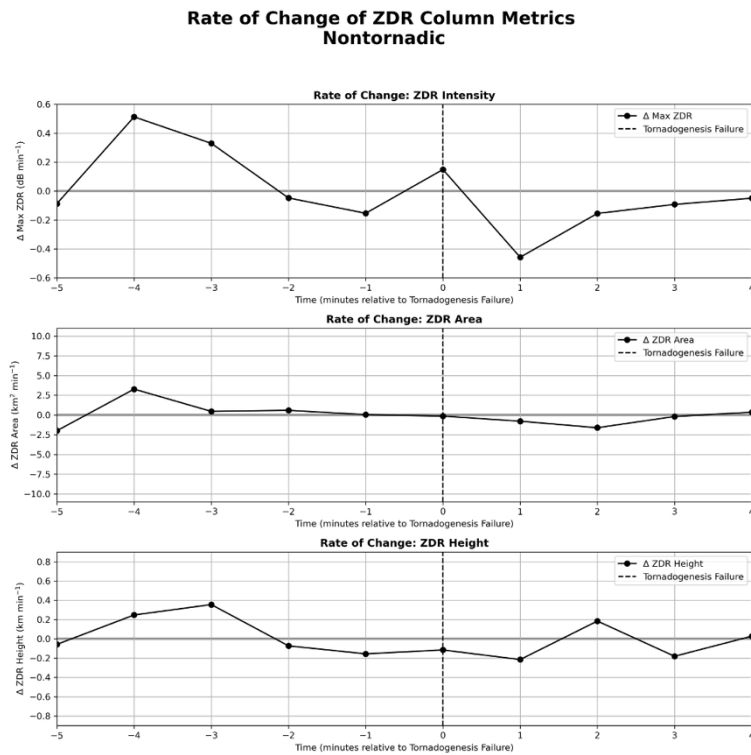 Rate of Change of ZDR Column Metrics
Nontornadic
Rate of Change: ZDR Intensity
Δ Max ZDR (dB min⁻¹)
0.6
0.4
0.2
0.0
−0.2
−0.4
−0.6
Δ Max ZDR
Tornadogenesis Failure
−5 −4 −3 −2 −1 0 1 2 3 4
Time (minutes relative to Tornadogenesis Failure)
Rate of Change: ZDR Area
Δ ZDR Area (km² min⁻¹)
10.0
7.5
5.0
2.5
0.0
−2.5
−5.0
−7.5
−10.0
Δ ZDR Area
Tornadogenesis Failure
−5 −4 −3 −2 −1 0 1 2 3 4
Time (minutes relative to Tornadogenesis Failure)
Rate of Change: ZDR Height
Δ ZDR Height (km min⁻¹)
0.8
0.6
0.4
0.2
0.0
−0.2
−0.4
−0.6
−0.8
Δ ZDR Height
Tornadogenesis Failure
−5 −4 −3 −2 −1 0 1 2 3 4
Time (minutes relative to Tornadogenesis Failure)